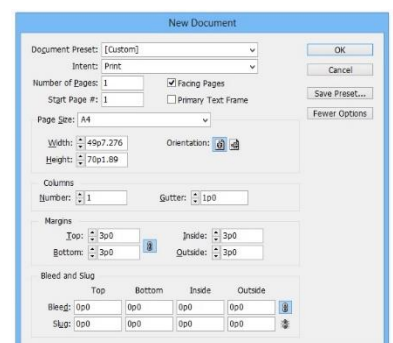 New Document
Document Preset: [Custom] OK
Intent: Print Cancel
Number of Pages: 1 Facing Pages Save Preset...
Start Page #: 1 Primary Text Frame Fewer Options
Page Size: A4
Width: 49p7.276 Orientation:
Height: 70p1.89
Columns
Number: 1 Gutter: 1p0
Margins
Top: 3p0 Inside: 3p0
Bottom: 3p0 Outside: 3p0
Bleed and Slug
Top Bottom Inside Outside
Bleed: 0p0 0p0 0p0 0p0
Slug: 0p0 0p0 0p0 0p0